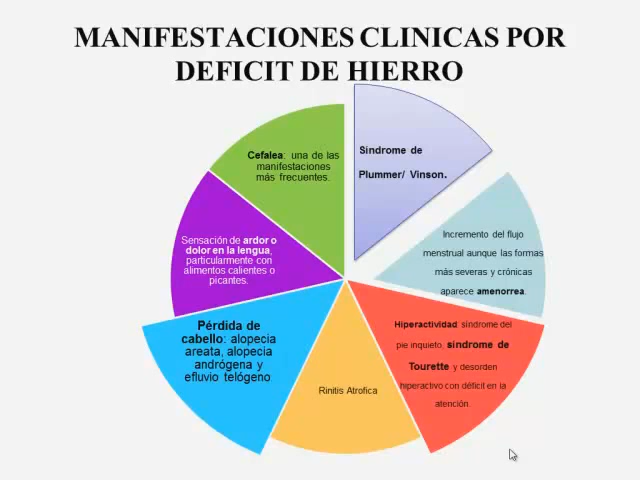 MANIFESTACIONES CLINICAS POR
DEFICIT DE HIERRO
Cefalea: una de las
manifestaciones
más frecuentes.
Síndrome de
Plummer/ Vinson.
Sensación de ardor o
dolor en la lengua,
particularmente con
alimentos calientes o
picantes.
Incremento del flujo
menstrual aunque las formas
más severas y crónicas
aparece amenorrea.
Pérdida de
cabello: alopecia
areata, alopecia
andrógena y
efluvio telógeno
Hiperactividad: síndrome del
pie inquieto, síndrome de
Tourette y desorden
hiperactivo con déficit en la
atención.
Rinitis Atrofica